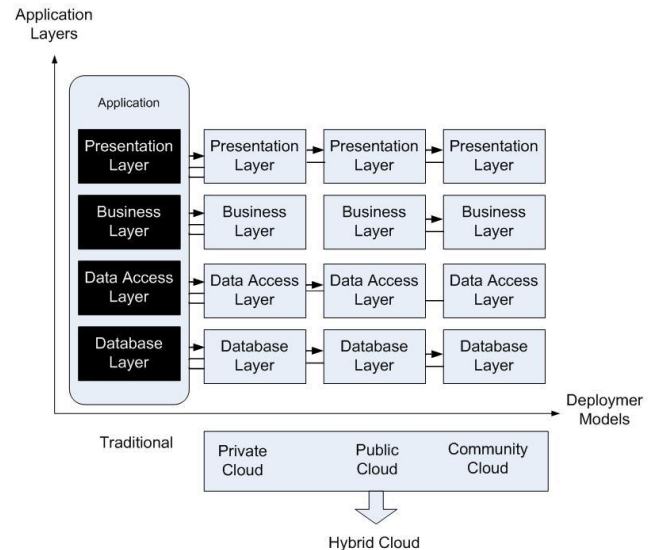 Application
Layers
Application
Presentation
Layer
Presentation
Layer
Presentation
Layer
Presentation
Layer
Business
Layer
Business
Layer
Business
Layer
Business
Layer
Data Access
Layer
Data Access
Layer
Data Access
Layer
Data Access
Layer
Database
Layer
Database
Layer
Database
Layer
Database
Layer
Deploymer
Models
Traditional
Private
Cloud
Public
Cloud
Community
Cloud
Hybrid Cloud